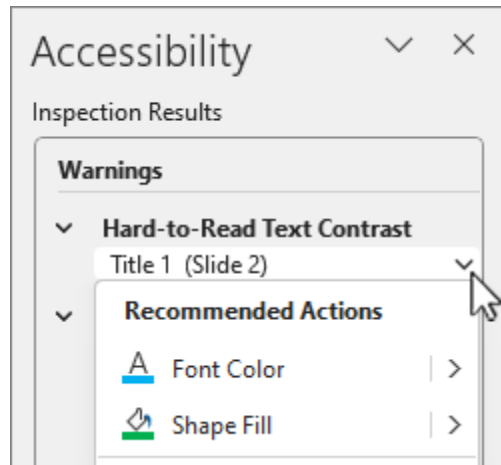 Accessibility
Inspection Results
Warnings
Hard-to-Read Text Contrast
Title 1 (Slide 2)
Recommended Actions
A Font Color
Shape Fill